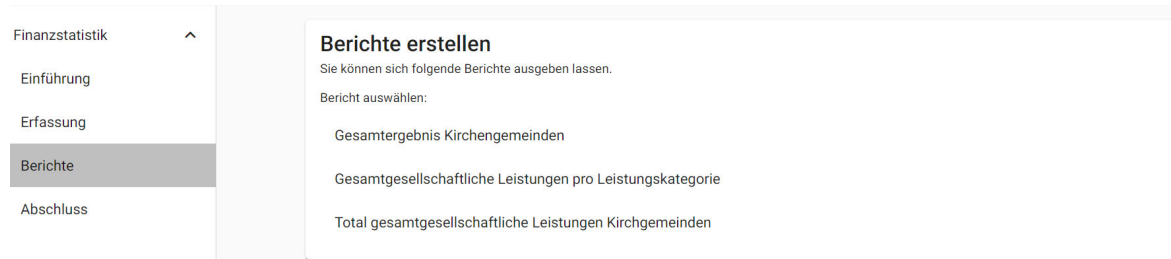 Finanzstatistik
Einführung
Erfassung
Berichte
Abschluss
Berichte erstellen
Sie können sich folgende Berichte ausgeben lassen.
Bericht auswählen:
Gesamtergebnis Kirchengemeinden
Gesamtgesellschaftliche Leistungen pro Leistungskategorie
Total gesamtgesellschaftliche Leistungen Kirchgemeinden